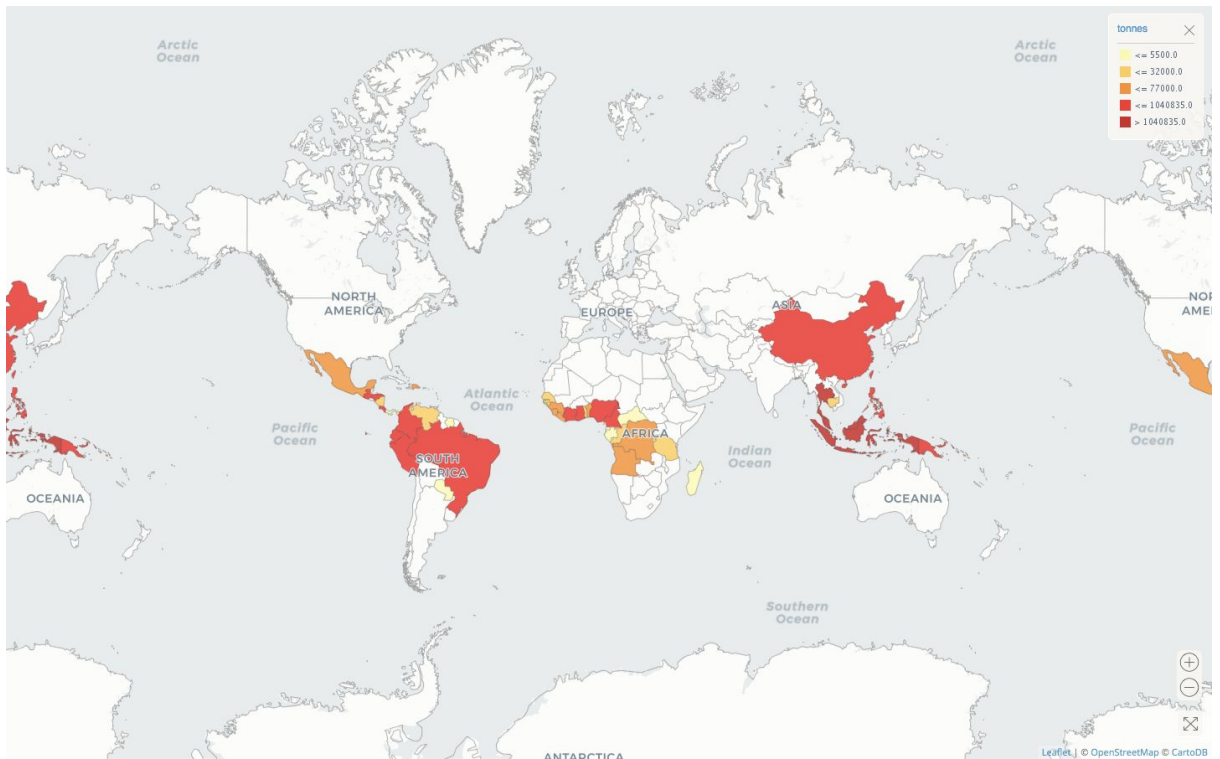 Arctic
Ocean
Arctic
Ocean
tonnes
<= 5500.0
<= 32000.0
<= 77000.0
<= 1040835.0
> 1040835.0
NORTH
AMERICA
EUROPE
ASIA
NOR
AME
Atlantic
Ocean
Pacific
Ocean
AFRICA
Indian
Ocean
Pacific
Ocean
SOUTH
AMERICA
OCEANIA
OCEANIA
Southern
Ocean
ANTARCTICA
Leaflet | © OpenStreetMap © CartoDB